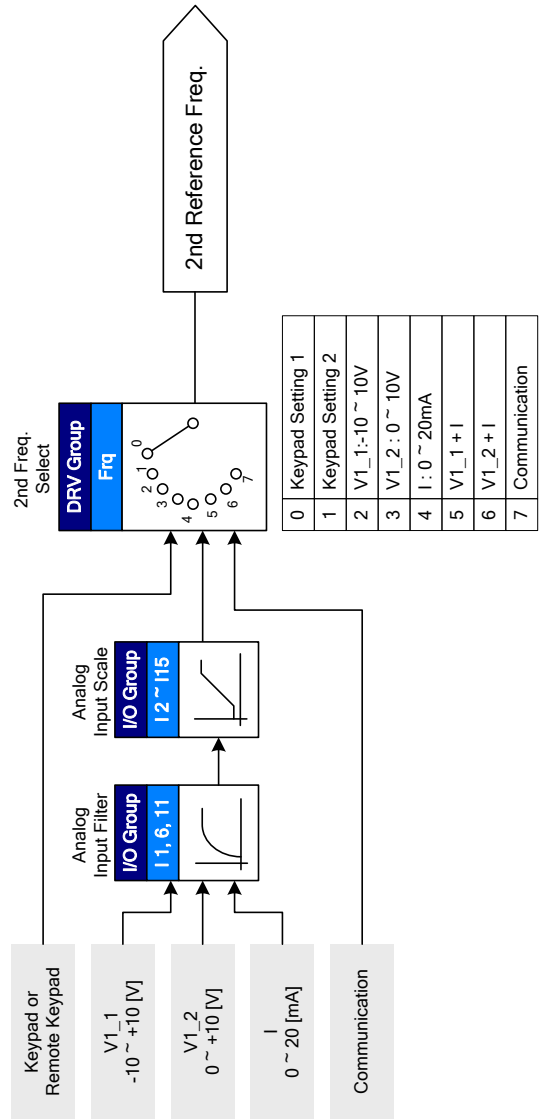 Keypad or
Remote Keypad
V1_1
-10 ~ +10 [V]
V1_2
0 ~ +10 [V]
I
0 ~ 20 [mA]
Communication
Analog
Input Filter
I/O Group
I 1, 6, 11
Analog
Input Scale
I/O Group
I 2 ~ I15
2nd Freq.
Select
DRV Group
Frq
0
1
2
3
4
5
6
7
2nd Reference Freq.
0 Keypad Setting 1
1 Keypad Setting 2
2 V1_1:-10 ~ 10V
3 V1_2 : 0 ~ 10V
4 I : 0 ~ 20mA
5 V1_1 + I
6 V1_2 + I
7 Communication